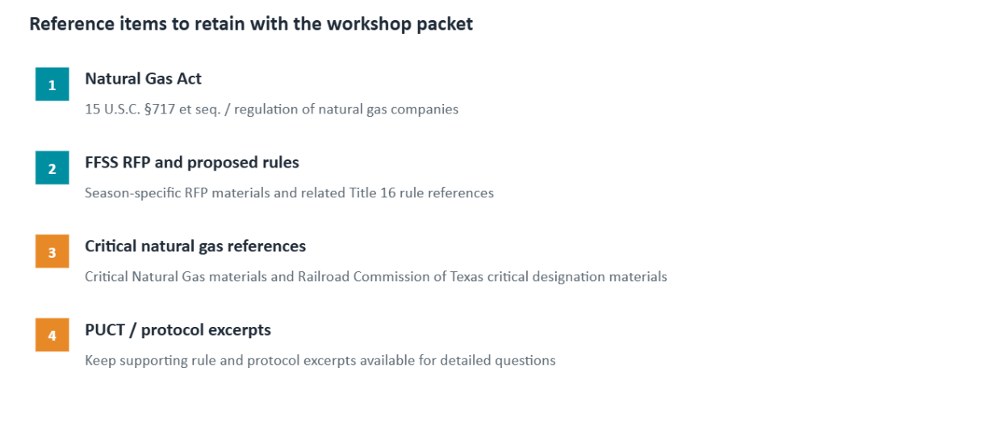 Reference items to retain with the workshop packet
1
Natural Gas Act
15 U.S.C. §717 et seq. / regulation of natural gas companies
2
FFSS RFP and proposed rules
Season-specific RFP materials and related Title 16 rule references
3
Critical natural gas references
Critical Natural Gas materials and Railroad Commission of Texas critical designation materials
4
PUCT / protocol excerpts
Keep supporting rule and protocol excerpts available for detailed questions